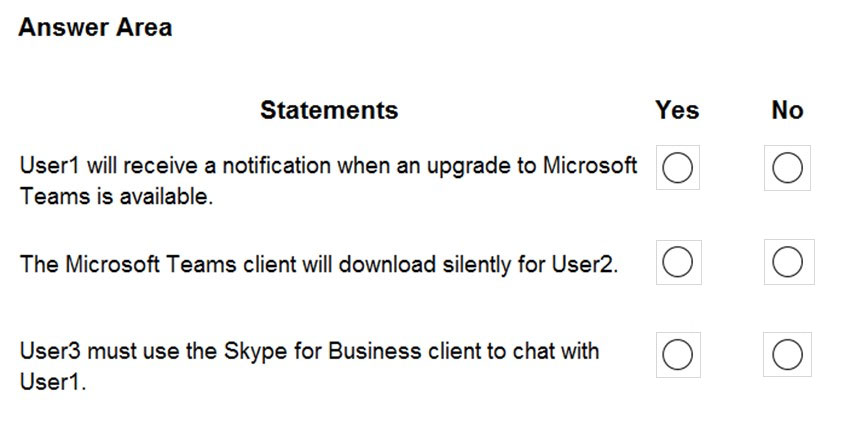 Answer Area
Statements Yes No
User1 will receive a notification when an upgrade to Microsoft
Teams is available.
The Microsoft Teams client will download silently for User2.
User3 must use the Skype for Business client to chat with
User1.